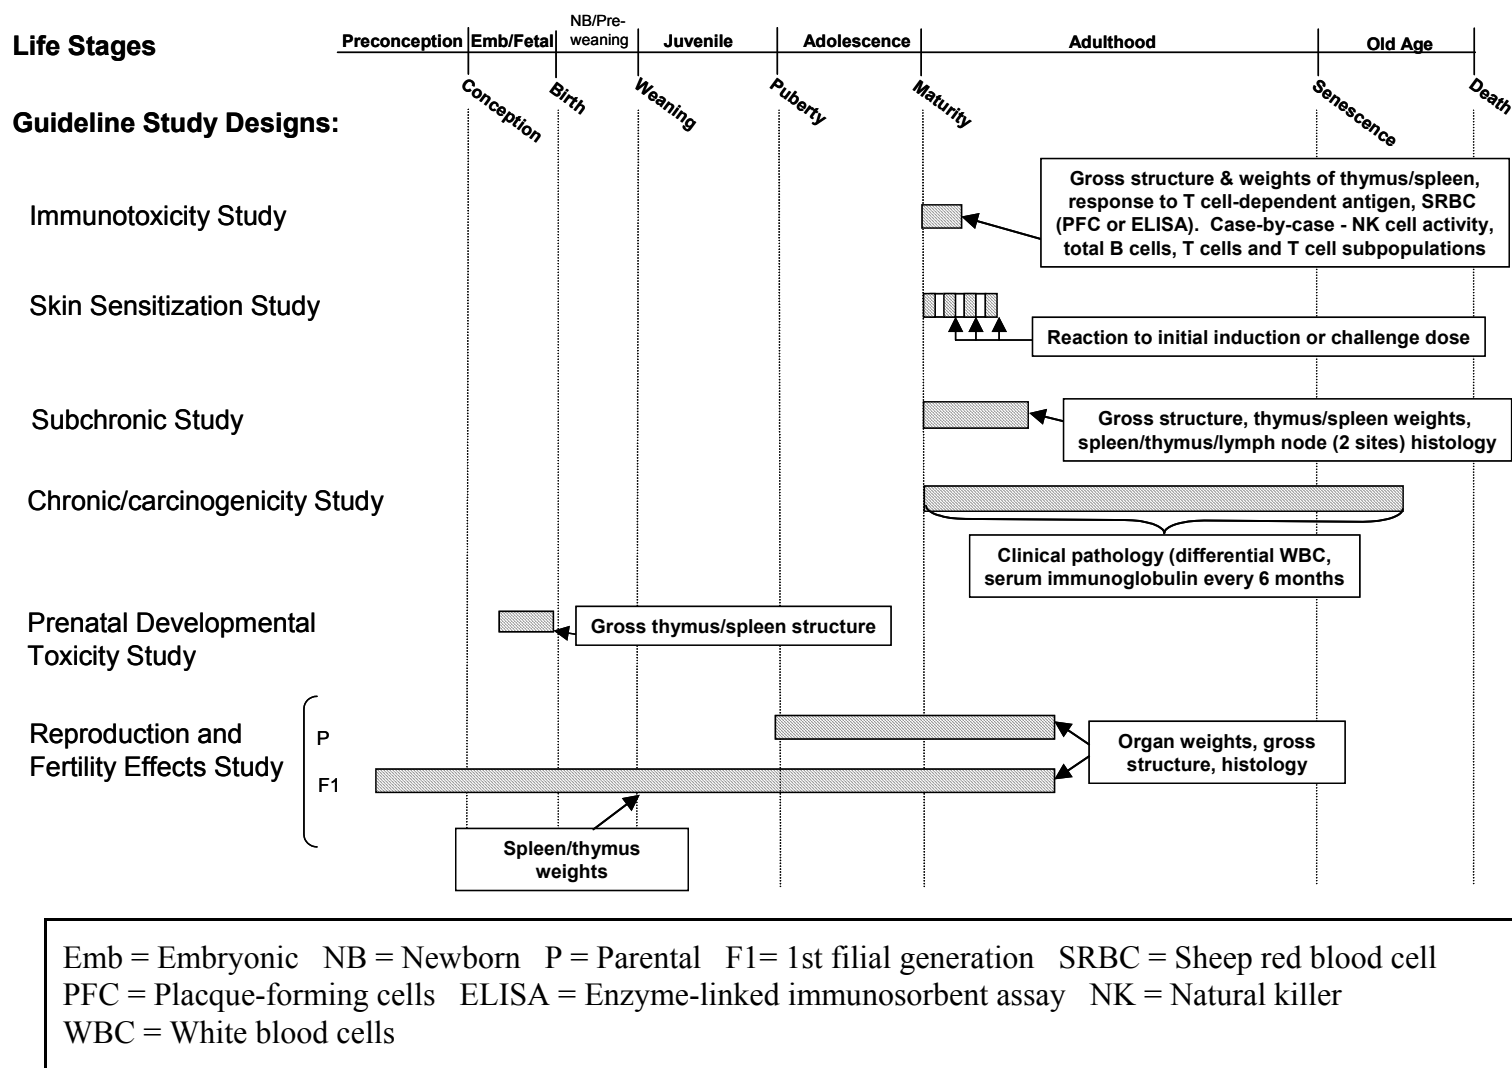 Life Stages
Preconception
Emb/Fetal
NB/Pre-
weaning
Juvenile
Adolescence
Adulthood
Old Age
Conception
Birth
Weaning
Puberty
Maturity
Senescence
Death
Guideline Study Designs:
Immunotoxicity Study
Gross structure & weights of thymus/spleen,
response to T cell-dependent antigen, SRBC
(PFC or ELISA).  Case-by-case - NK cell activity,
total B cells, T cells and T cell subpopulations
Skin Sensitization Study
Reaction to initial induction or challenge dose
Subchronic Study
Gross structure, thymus/spleen weights,
spleen/thymus/lymph node (2 sites) histology
Chronic/carcinogenicity Study
Clinical pathology (differential WBC,
serum immunoglobulin every 6 months
Prenatal Developmental
Toxicity Study
Gross thymus/spleen structure
Reproduction and
Fertility Effects Study
P
F1
Organ weights, gross
structure, histology
Spleen/thymus
weights
Emb = Embryonic   NB = Newborn   P = Parental   F1= 1st filial generation   SRBC = Sheep red blood cell
PFC = Placque-forming cells   ELISA = Enzyme-linked immunosorbent assay   NK = Natural killer
WBC = White blood cells